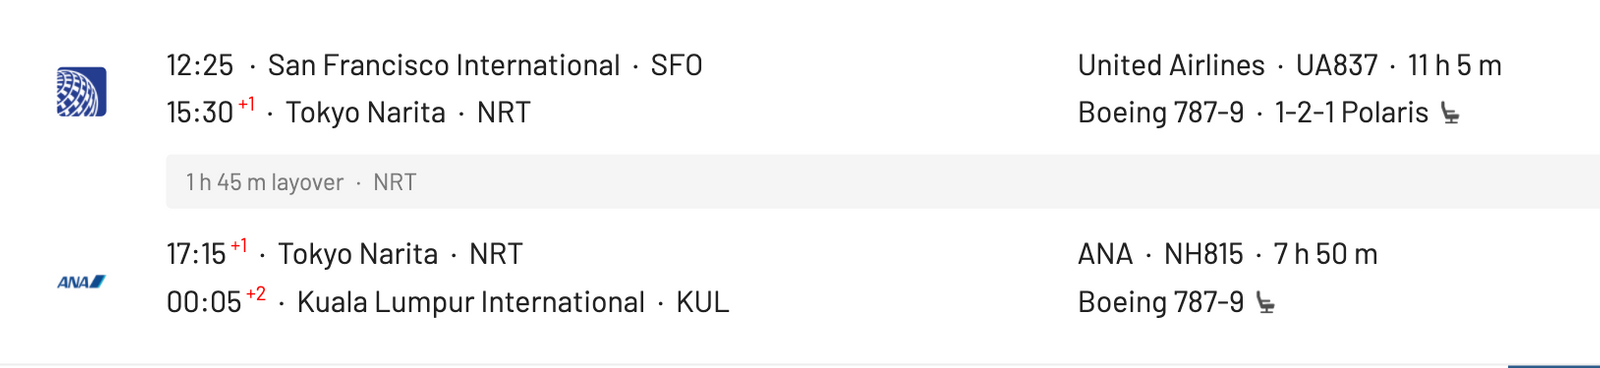 12:25 · San Francisco International · SFO
United Airlines · UA837 · 11 h 5 m
15:30 +1 · Tokyo Narita · NRT
Boeing 787-9 · 1-2-1 Polaris
1 h 45 m layover · NRT
17:15 +1 · Tokyo Narita · NRT
ANA · NH815 · 7 h 50 m
ANA
00:05 +2 · Kuala Lumpur International · KUL
Boeing 787-9